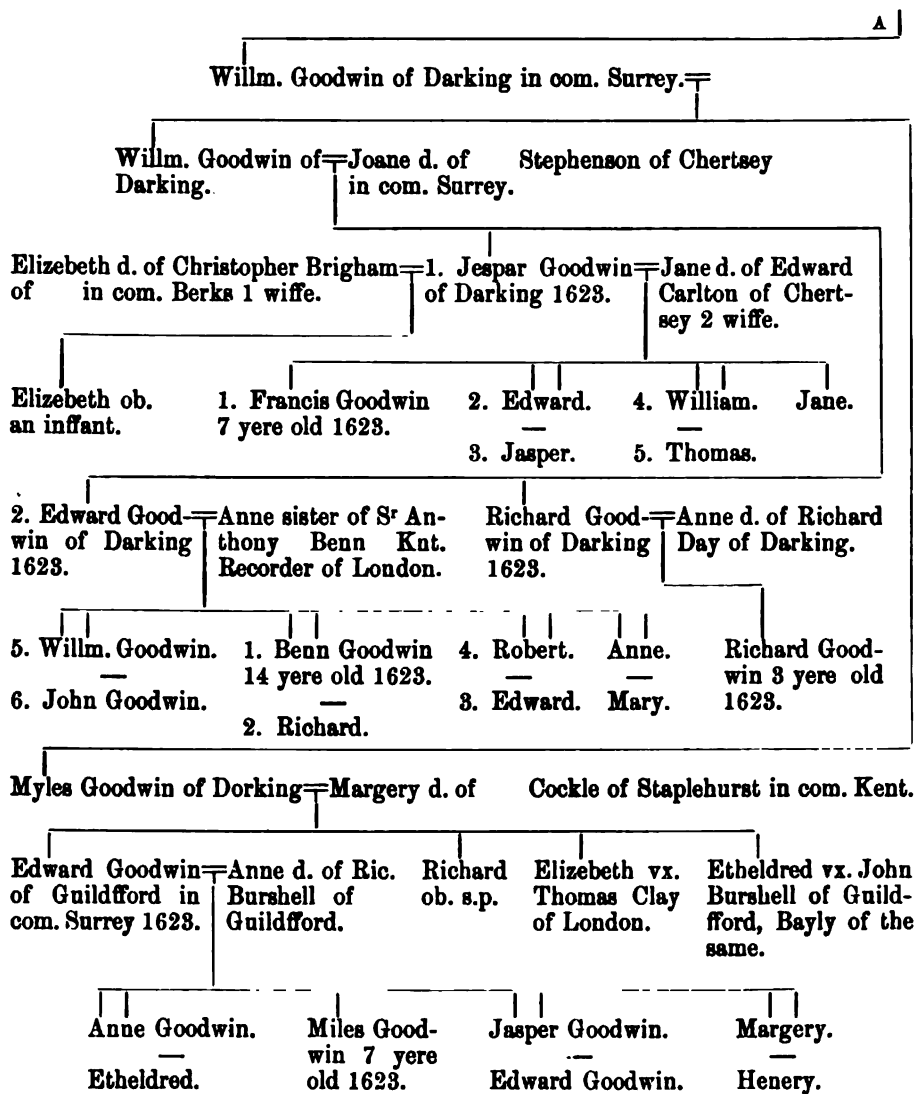 A
Willm. Goodwin of Darking in com. Surrey.
Willm. Goodwin of
Darking.
Joane d. of Stephenson of Chertsey
in com. Surrey.
Elizebeth d. of Christopher Brigham
of in com. Berks 1 wiffe.
1. Jespar Goodwin
of Darking 1623.
Jane d. of Edward
Carlton of Chert-
sey 2 wiffe.
Elizebeth ob.
an inffant.
1. Francis Goodwin
7 yere old 1623.
2. Edward.
—
3. Jasper.
4. William.
—
5. Thomas.
Jane.
2. Edward Good-
win of Darking
1623.
Anne sister of Sr An-
thony Benn Knt.
Recorder of London.
Richard Good-
win of Darking
1623.
Anne d. of Richard
Day of Darking.
5. Willm. Goodwin.
—
6. John Goodwin.
1. Benn Goodwin
14 yere old 1623.
—
2. Richard.
4. Robert.
—
3. Edward.
Anne.
—
Mary.
Richard Good-
win 3 yere old
1623.
Myles Goodwin of Dorking
Margery d. of Cockle of Staplehurst in com. Kent.
Edward Goodwin
of Guildfford in
com. Surrey 1623.
Anne d. of Ric.
Burshell of
Guildfford.
Richard
ob. s.p.
Elizebeth vx.
Thomas Clay
of London.
Etheldred vx. John
Burshell of Guild-
fford, Bayly of the
same.
Anne Goodwin.
—
Etheldred.
Miles Good-
win 7 yere
old 1623.
Jasper Goodwin.
—
Edward Goodwin.
Margery.
—
Henery.